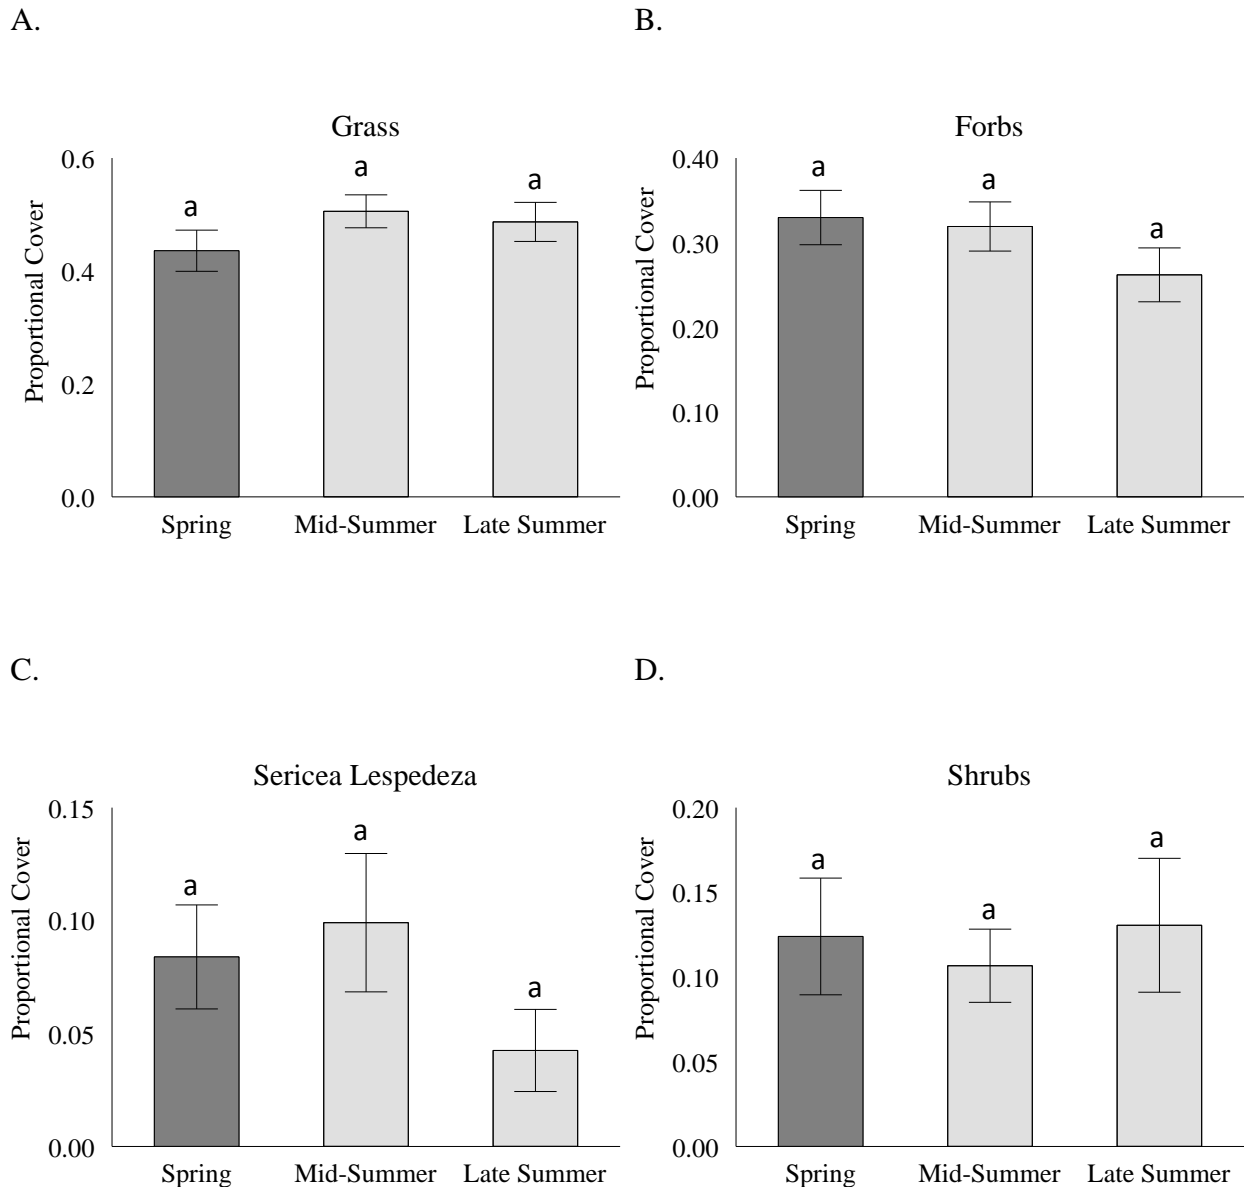 A.
Grass
Proportional Cover
0.6
0.4
0.2
0.0
a
a
a
Spring
Mid-Summer
Late Summer
B.
Forbs
Proportional Cover
0.40
0.30
0.20
0.10
0.00
a
a
a
Spring
Mid-Summer
Late Summer
C.
Sericea Lespedeza
Proportional Cover
0.15
0.10
0.05
0.00
a
a
a
Spring
Mid-Summer
Late Summer
D.
Shrubs
Proportional Cover
0.20
0.15
0.10
0.05
0.00
a
a
a
Spring
Mid-Summer
Late Summer